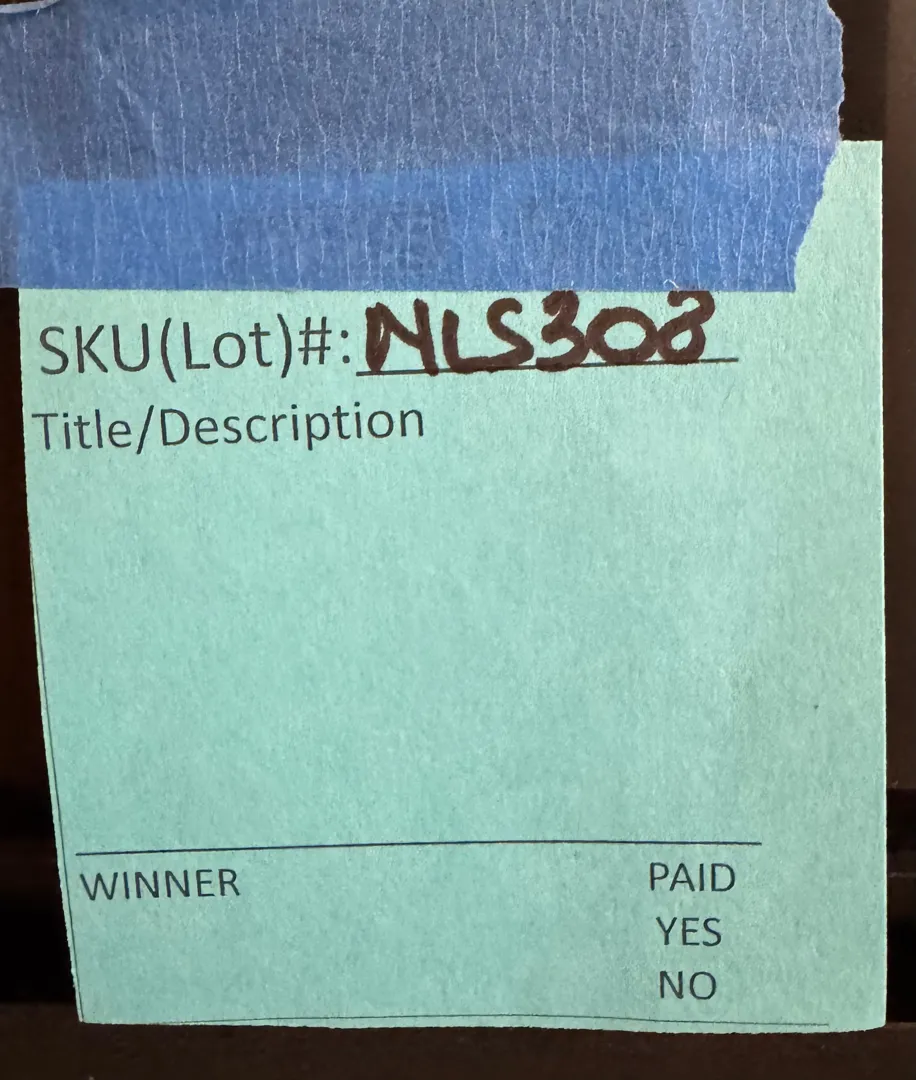 SKU(Lot)#: NLS308
Title/Description
WINNER PAID
YES
NO